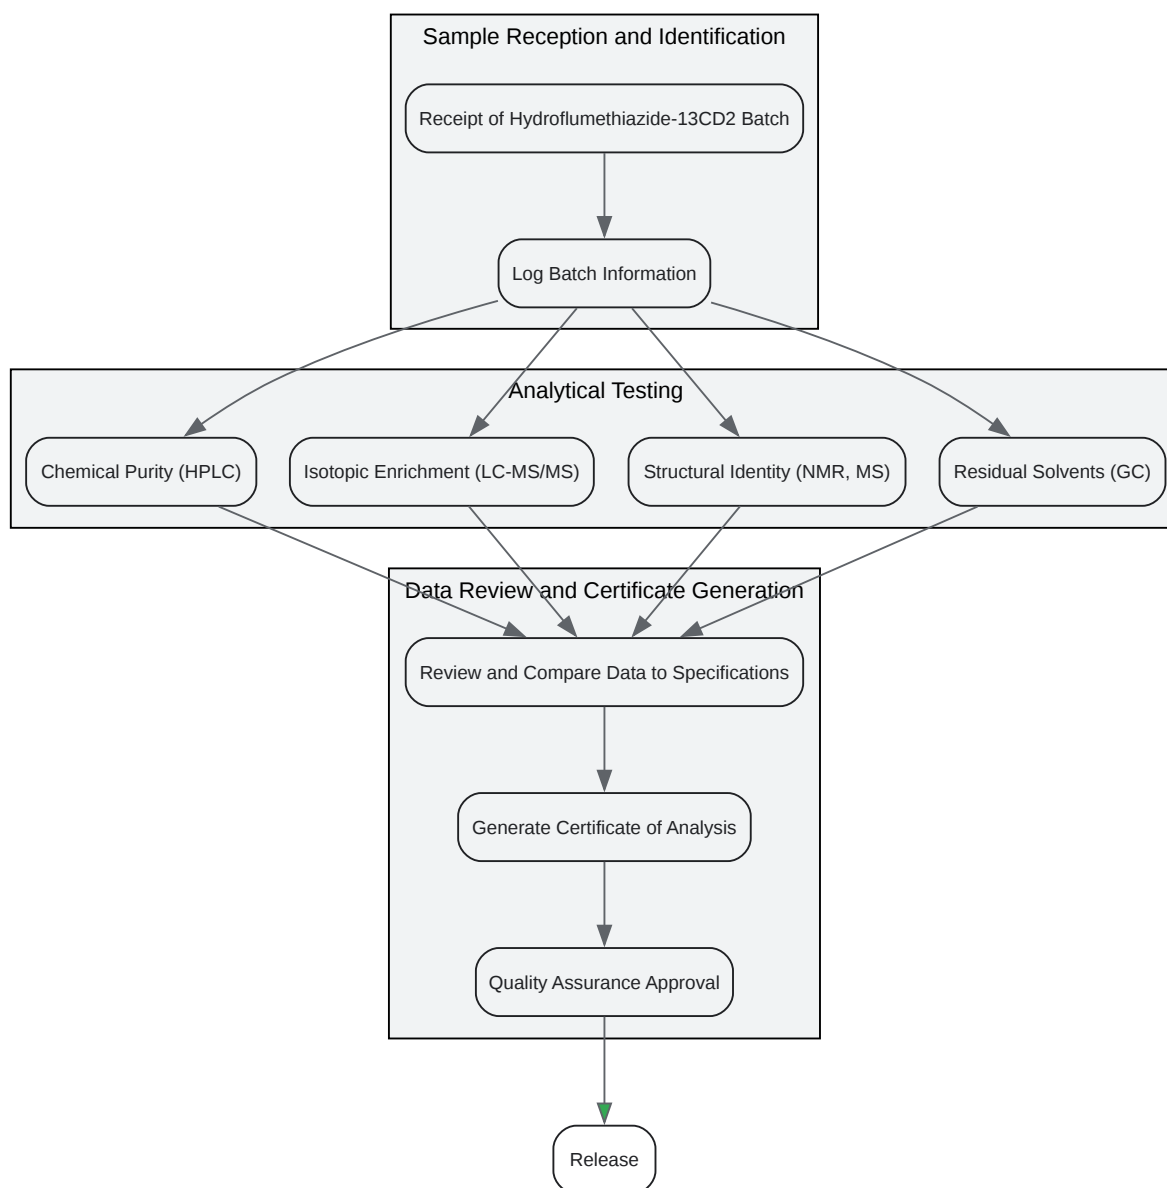 Sample Reception and Identification
Receipt of Hydroflumethiazide-13CD2 Batch
Log Batch Information
Analytical Testing
Chemical Purity (HPLC)
Isotopic Enrichment (LC-MS/MS)
Structural Identity (NMR, MS)
Residual Solvents (GC)
Data Review and Certificate Generation
Review and Compare Data to Specifications
Generate Certificate of Analysis
Quality Assurance Approval
Release